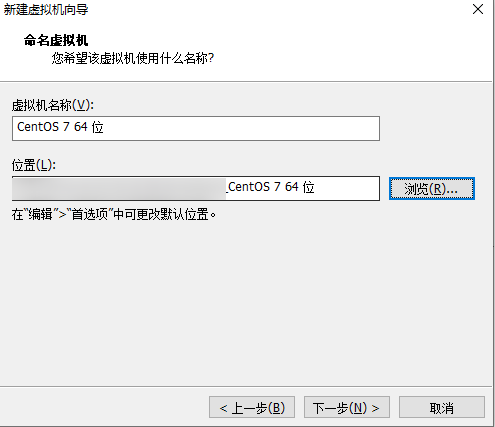 新建虚拟机向导
命名虚拟机
您希望该虚拟机使用什么名称?
虚拟机名称(V):
CentOS 7 64 位
位置(L):
_CentOS 7 64 位
浏览(R)...
在"编辑">"首选项"中可更改默认位置。
< 上一步(B)
下一步(N) >
取消